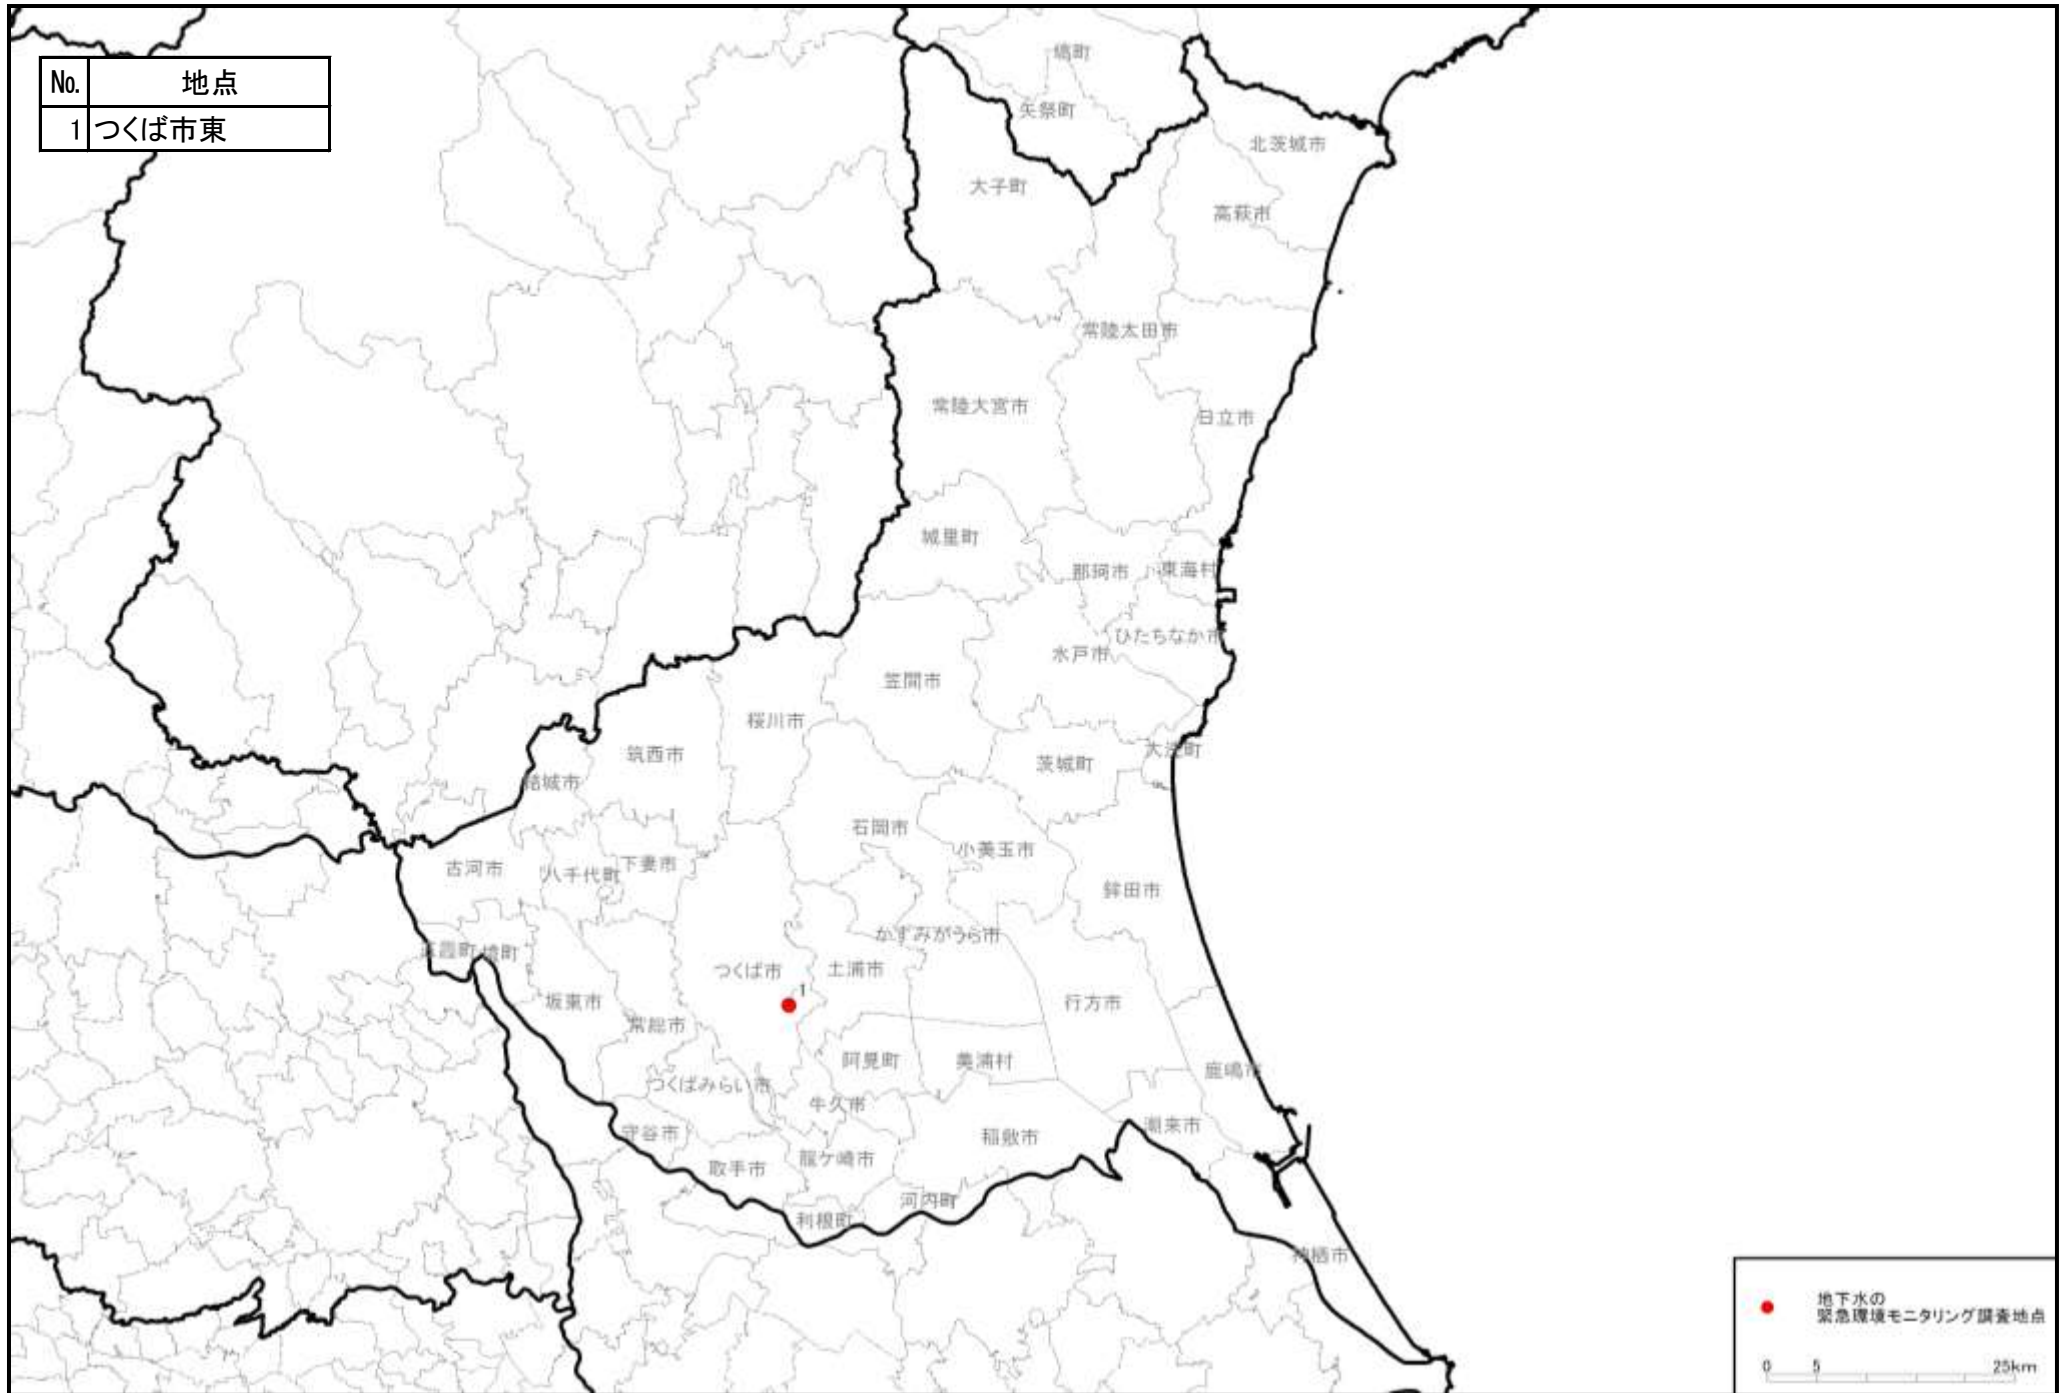 No. 地点
1 つくば市東
塙町
矢祭町
北茨城市
大子町
高萩市
常陸太田市
常陸大宮市
日立市
城里町
那珂市
東海村
ひたちなか市
水戸市
笠間市
桜川市
筑西市
大洗町
茨城町
結城市
石岡市
小美玉市
下妻市
古河市
八千代町
鉾田市
かすみがうら市
五霞町
境町
つくば市
土浦市
1
坂東市
行方市
常総市
阿見町
美浦村
鹿嶋市
つくばみらい市
牛久市
潮来市
守谷市
稲敷市
龍ケ崎市
取手市
河内町
利根町
神栖市
地下水の
緊急環境モニタリング調査地点
0 5 25km